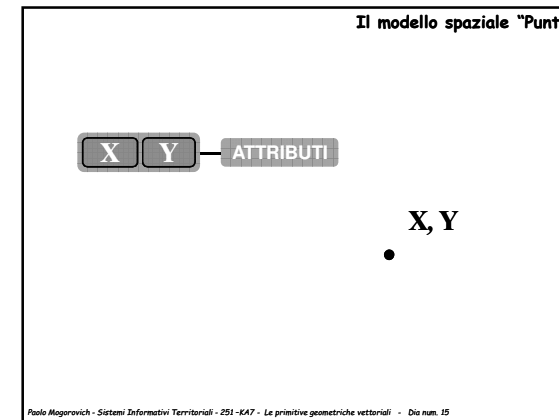 Il modello spaziale “Punt
X Y ATTRIBUTI
X, Y
Paolo Mogorovich - Sistemi Informativi Territoriali - 251 -KA7 - Le primitive geometriche vettoriali - Dia num. 15